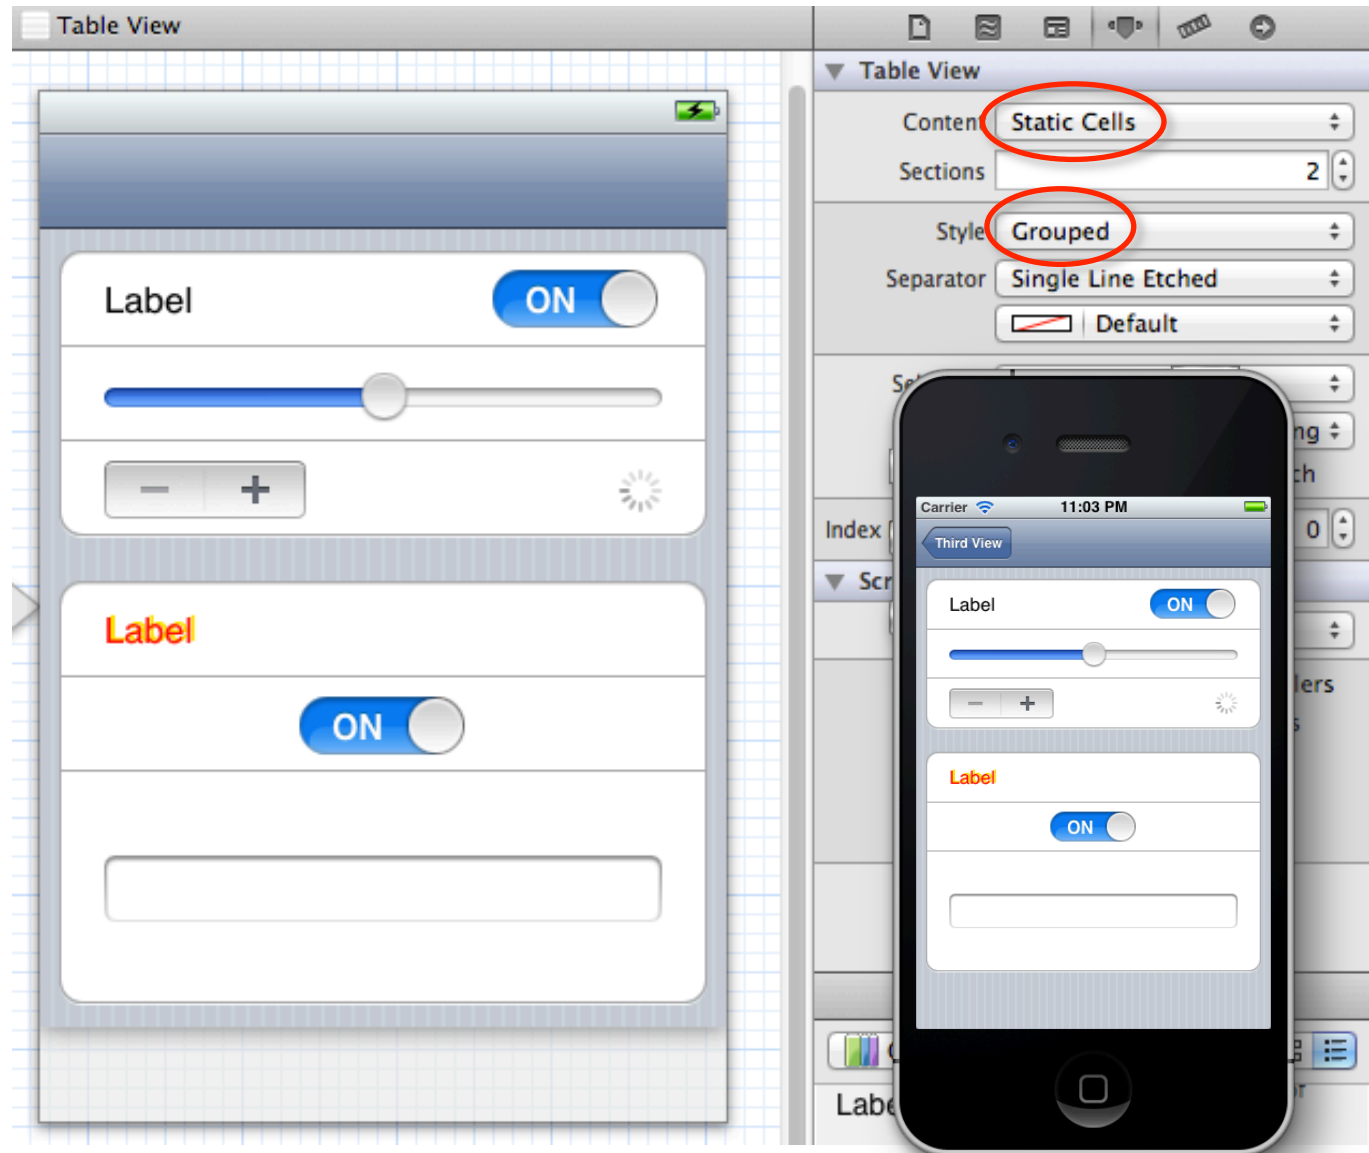 Table View
Label
ON
Label
ON
Table View
Content Static Cells
Sections 2
Style Grouped
Separator Single Line Etched
Default
Index 0
Carrier 11:03 PM
Third View
Label ON
Label
ON